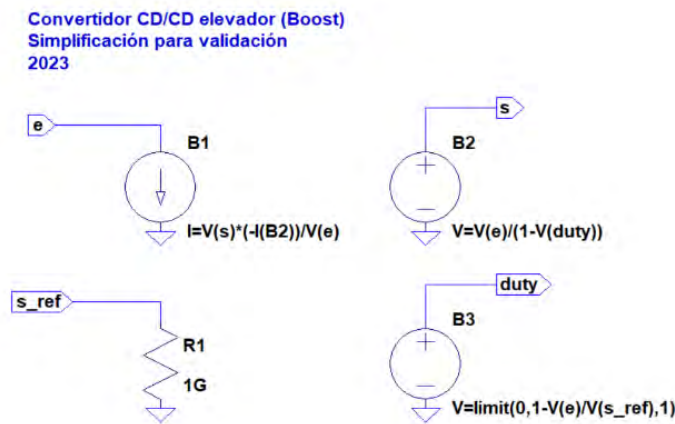 Convertidor CD/CD elevador (Boost)
Simplificación para validación
2023
e
B1
I=V(s)*(-I(B2))/V(e)
s
B2
V=V(e)/(1-V(duty))
s_ref
R1
1G
duty
B3
V=limit(0,1-V(e)/V(s_ref),1)